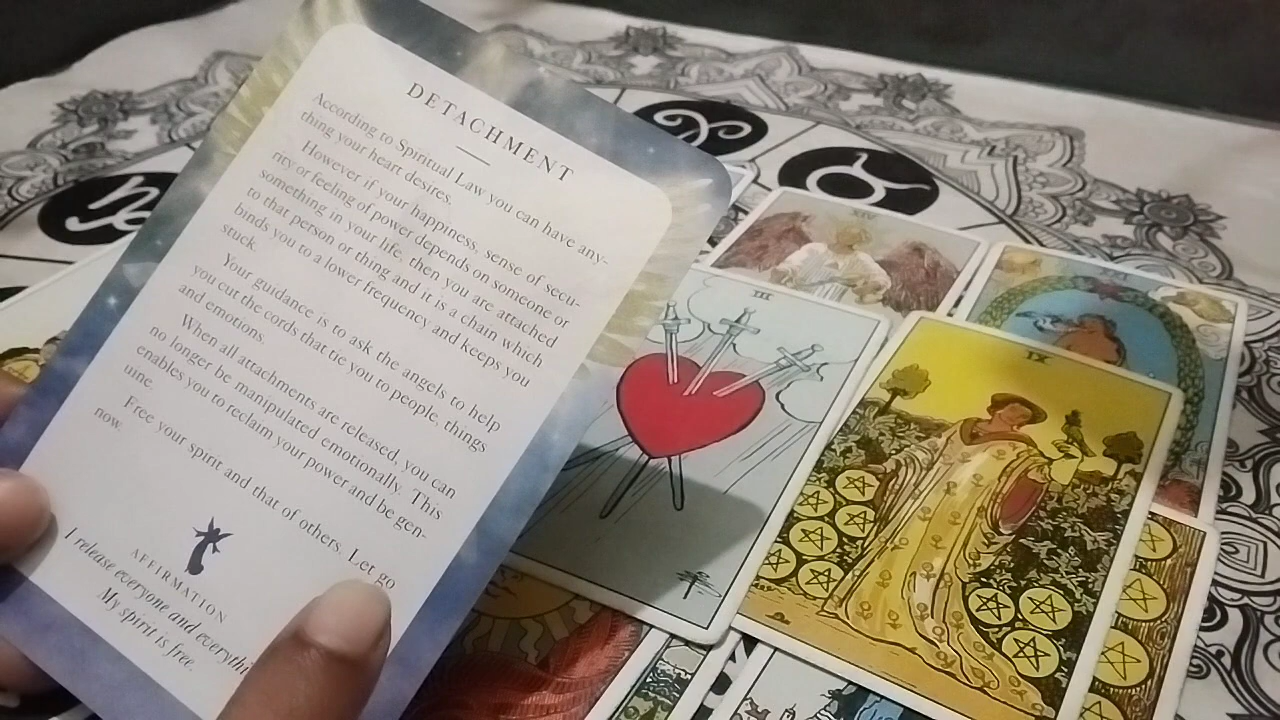 DETACHMENT
According to Spiritual Law you can have any-
thing your heart desires.
However if your happiness, sense of secu-
rity or feeling of power depends on someone or
something in your life, then you are attached
to that person or thing and it is a chain which
binds you to a lower frequency and keeps you
stuck.
Your guidance is to ask the angels to help
you cut the cords that tie you to people, things
and emotions.
When all attachments are released, you can
no longer be manipulated emotionally. This
enables you to reclaim your power and be gen-
uine.
Free your spirit and that of others. Let go
now.
AFFIRMATION
I release everyone and everythi
My spirit is free.
XIV
III
IX